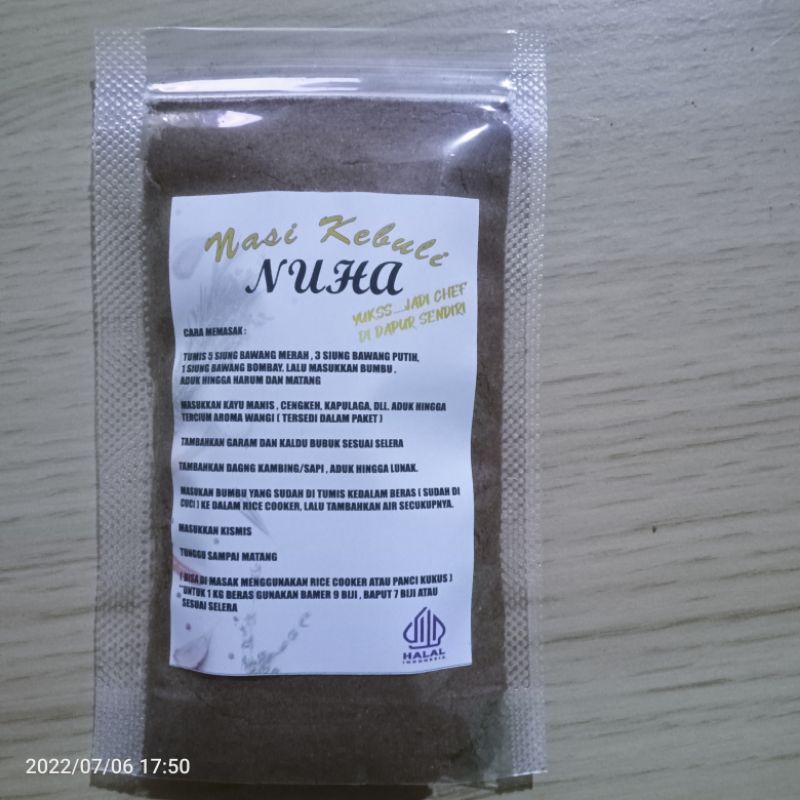 Nasi Kebuli
NUHA
YUKSS....JADI CHEF
DI DAPUR SENDIRI
CARA MEMASAK :
TUMIS 5 SIUNG BAWANG MERAH , 3 SIUNG BAWANG PUTIH,
1 SIUNG BAWANG BOMBAY. LALU MASUKKAN BUMBU ,
ADUK HINGGA HARUM DAN MATANG
MASUKKAN KAYU MANIS , CENGKEH, KAPULAGA, DLL. ADUK HINGGA
TERCIUM AROMA WANGI ( TERSEDI DALAM PAKET )
TAMBAHKAN GARAM DAN KALDU BUBUK SESUAI SELERA
TAMBAHKAN DAGNG KAMBING/SAPI , ADUK HINGGA LUNAK.
MASUKAN BUMBU YANG SUDAH DI TUMIS KEDALAM BERAS ( SUDAH DI
CUCI ) KE DALAM RICE COOKER, LALU TAMBAHKAN AIR SECUKUPNYA.
MASUKKAN KISMIS
TUNGGU SAMPAI MATANG
( BISA DI MASAK MENGGUNAKAN RICE COOKER ATAU PANCI KUKUS )
UNTUK 1 KG BERAS GUNAKAN BAMER 9 BIJI , BAPUT 7 BIJI ATAU
SESUAI SELERA
HALAL
INDONESIA
2022/07/06 17:50